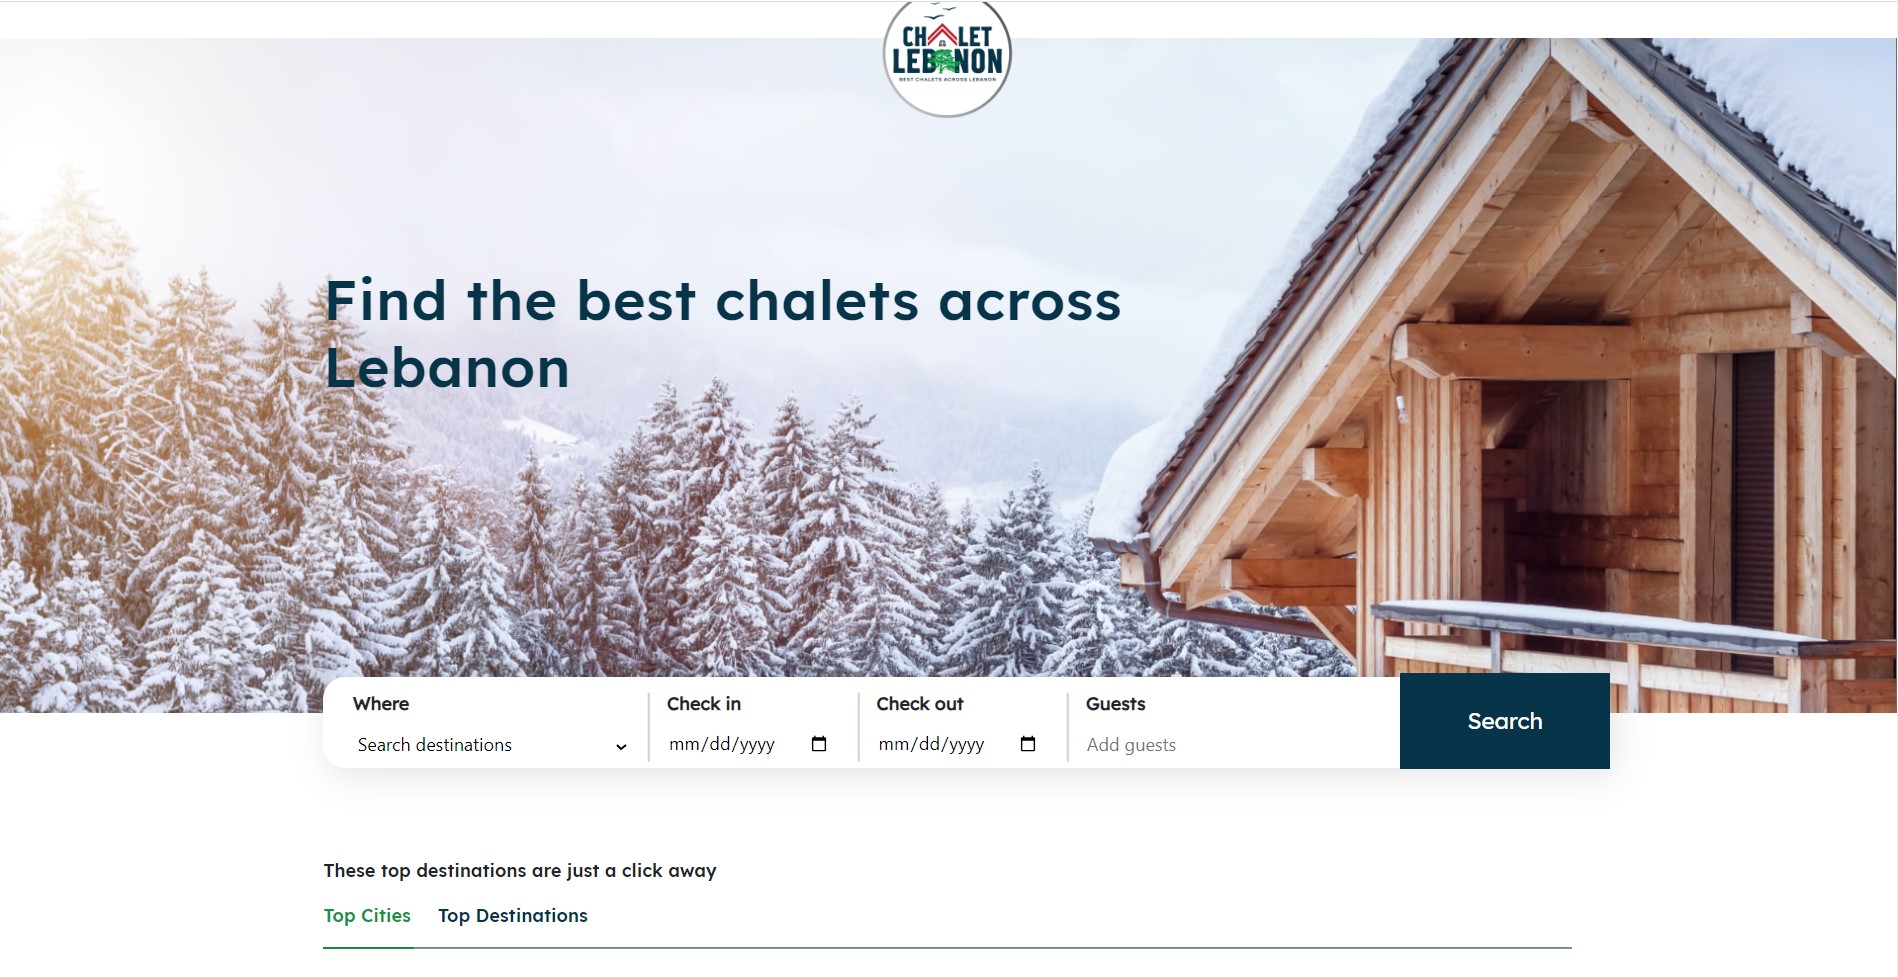 CHALET
LEBANON
BEST CHALETS ACROSS LEBANON
Find the best chalets across
Lebanon
Where
Check in
Check out
Guests
Search destinations
mm/dd/yyyy
mm/dd/yyyy
Add guests
Search
These top destinations are just a click away
Top Cities
Top Destinations